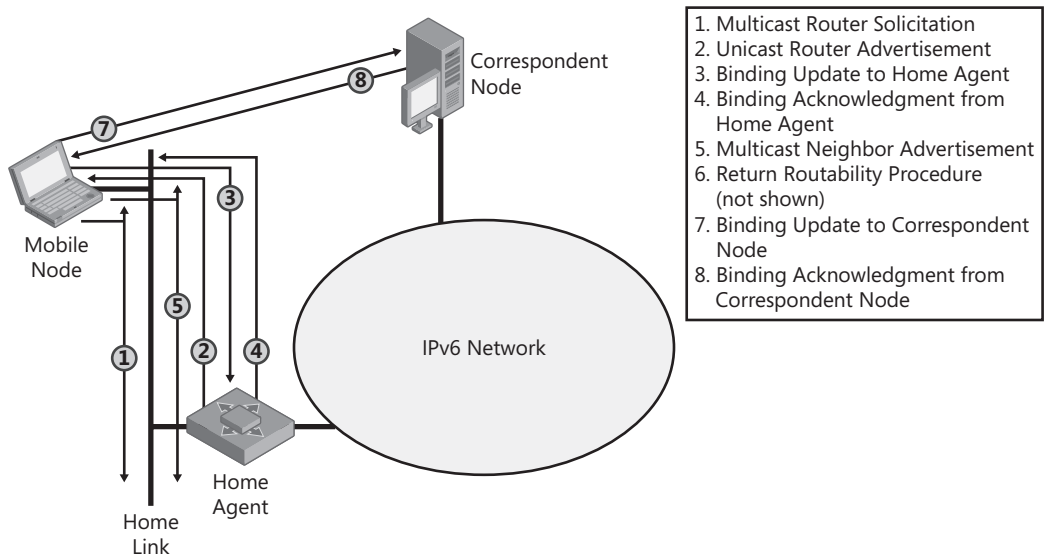 Correspondent
Node
8
7
3
Mobile
Node
5
1
2
4
IPv6 Network
Home
Agent
Home
Link
1. Multicast Router Solicitation
2. Unicast Router Advertisement
3. Binding Update to Home Agent
4. Binding Acknowledgment from
Home Agent
5. Multicast Neighbor Advertisement
6. Return Routability Procedure
(not shown)
7. Binding Update to Correspondent
Node
8. Binding Acknowledgment from
Correspondent Node